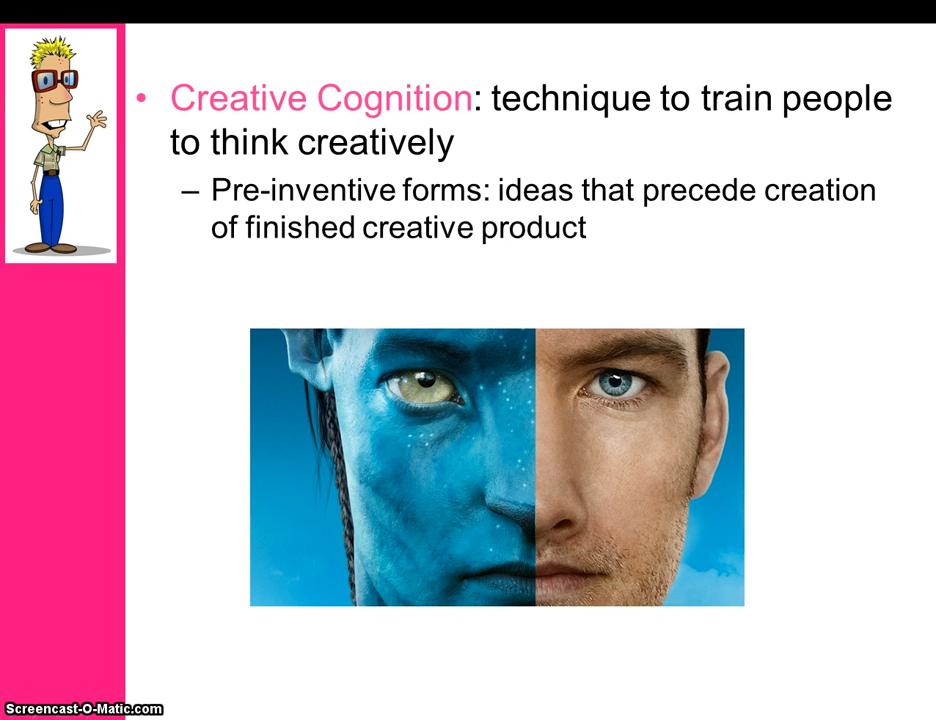 • Creative Cognition: technique to train people
to think creatively
– Pre-inventive forms: ideas that precede creation
of finished creative product
Screencast-O-Matic.com